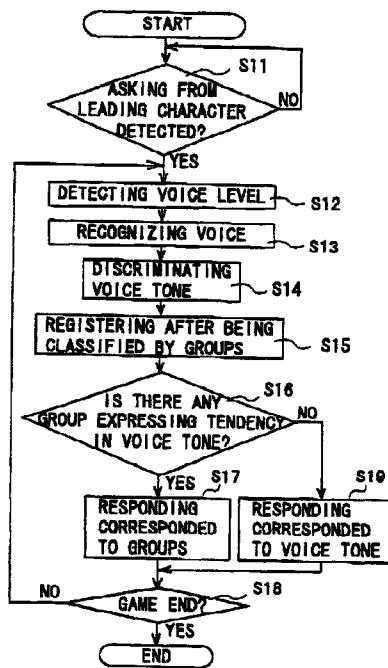 START
S11
ASKING FROM
LEADING CHARACTER
DETECTED?
NO
YES
DETECTING VOICE LEVEL
S12
RECOGNIZING VOICE
S13
DISCRIMINATING
VOICE TONE
S14
REGISTERING AFTER BEING
CLASSIFIED BY GROUPS
S15
S16
IS THERE ANY
GROUP EXPRESSING TENDENCY
IN VOICE TONE?
NO
YES
S17
S19
RESPONDING
CORRESPONDED
TO GROUPS
RESPONDING
CORRESPONDED
TO VOICE TONE
S18
NO
GAME END?
YES
END